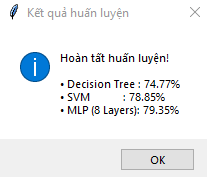 Kết quả huấn luyện
Hoàn tất huấn luyện!
• Decision Tree : 74.77%
• SVM : 78.85%
• MLP (8 Layers): 79.35%
OK